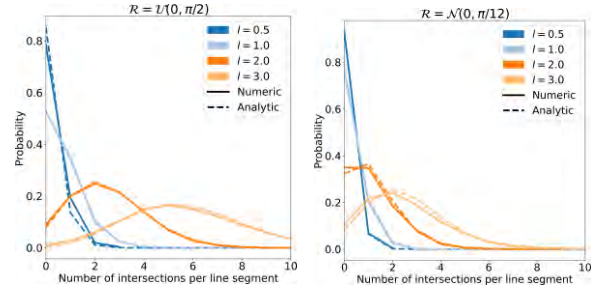 R = U(0, π/2)
Probability
0.8
0.6
0.4
0.2
0.0
l = 0.5
l = 1.0
l = 2.0
l = 3.0
Numeric
Analytic
0 2 4 6 8 10
Number of intersections per line segment
R = N(0, π/12)
Probability
0.8
0.6
0.4
0.2
0.0
l = 0.5
l = 1.0
l = 2.0
l = 3.0
Numeric
Analytic
0 2 4 6 8 10
Number of intersections per line segment